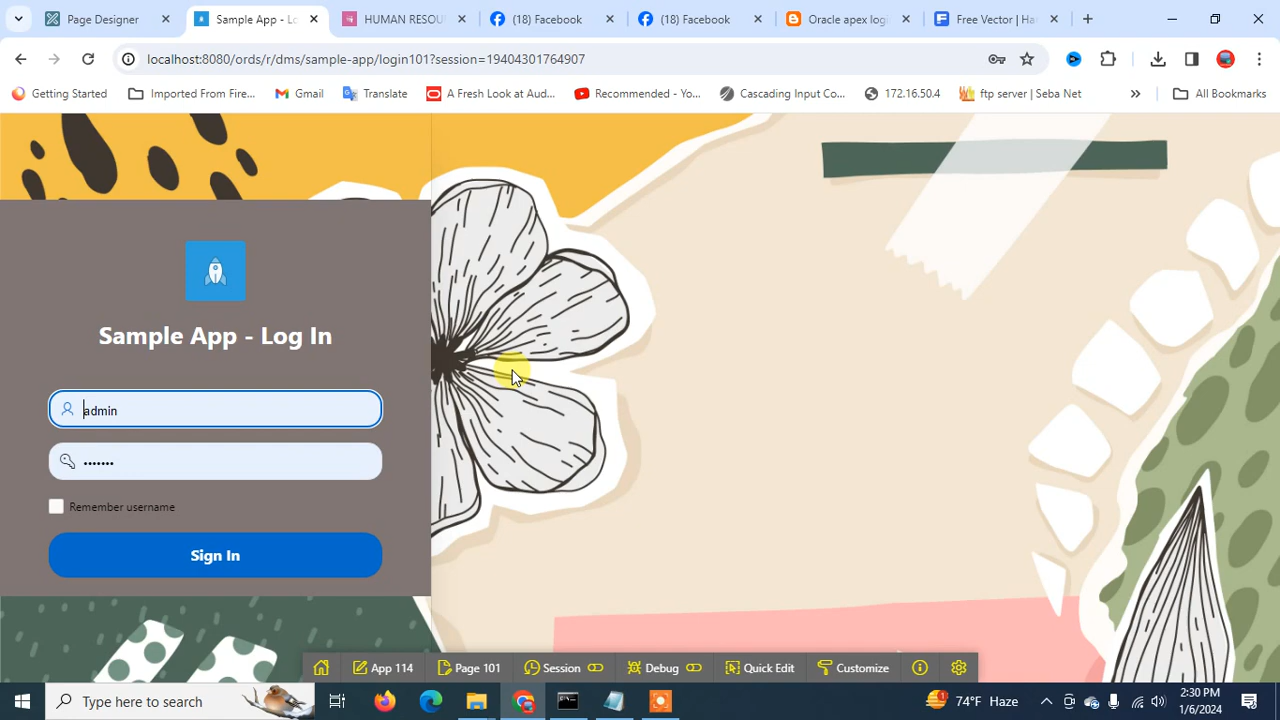 Page Designer
Sample App - Lo
HUMAN RESOU
(18) Facebook
(18) Facebook
Oracle apex logi
Free Vector | Ha
localhost:8080/ords/r/dms/sample-app/login101?session=19404301764907
Getting Started
Imported From Fire...
Gmail
Translate
A Fresh Look at Aud...
Recommended - Yo...
Cascading Input Co...
172.16.50.4
ftp server | Seba Net
»
All Bookmarks
Sample App - Log In
admin
•••••••
Remember username
Sign In
App 114
Page 101
Session
Debug
Quick Edit
Customize
Type here to search
74°F Haze
2:30 PM
1/6/2024